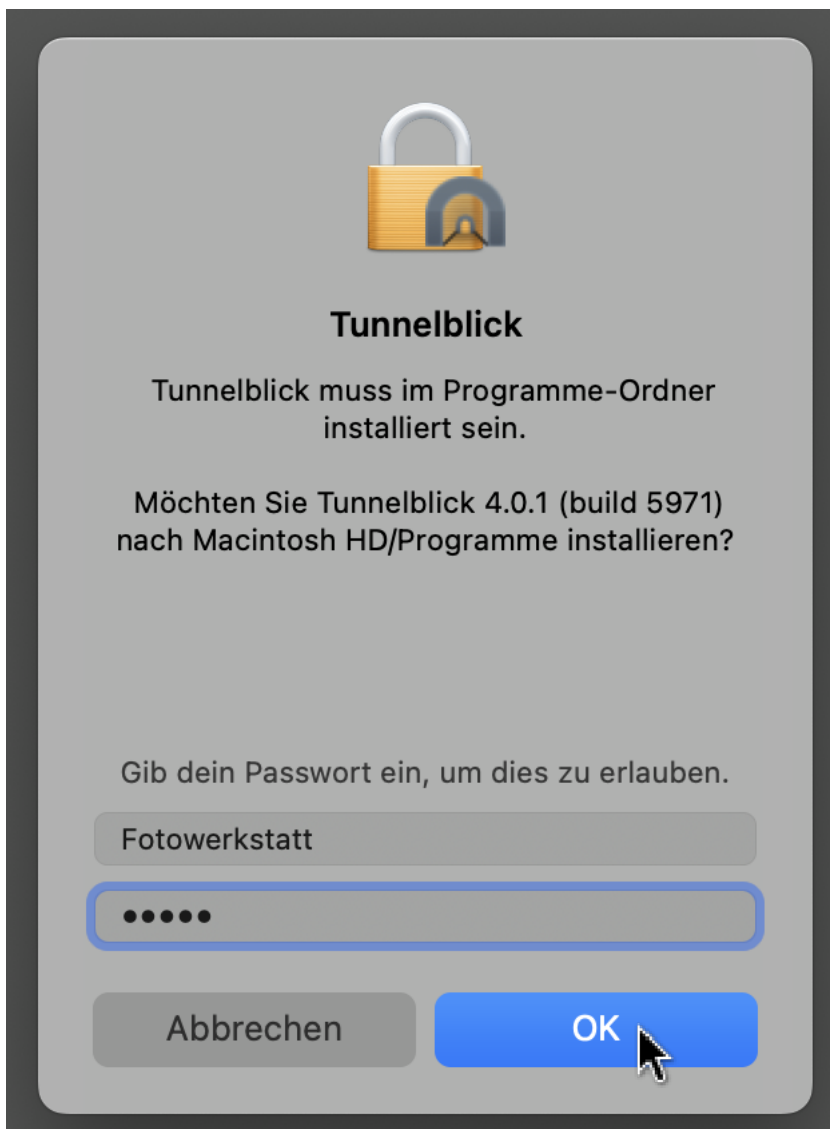 Tunnelblick
Tunnelblick muss im Programme-Ordner
installiert sein.
Möchten Sie Tunnelblick 4.0.1 (build 5971)
nach Macintosh HD/Programme installieren?
Gib dein Passwort ein, um dies zu erlauben.
Fotowerkstatt
•••••
Abbrechen
OK